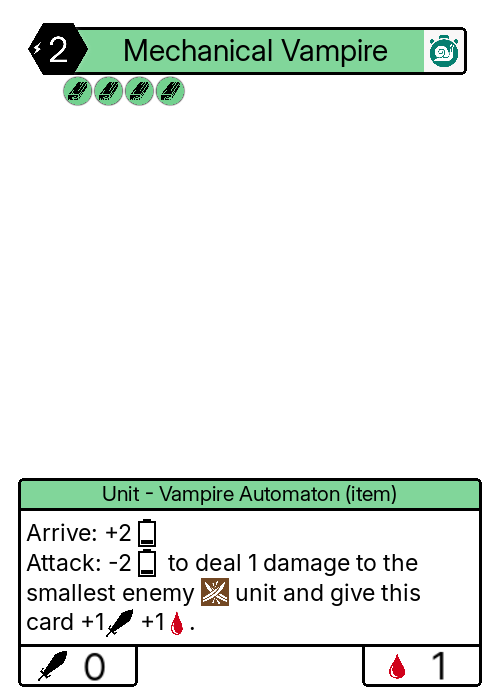 2 Mechanical Vampire
Unit - Vampire Automaton (item)
Arrive: +2
Attack: -2 to deal 1 damage to the
smallest enemy unit and give this
card +1 +1 .
0 1